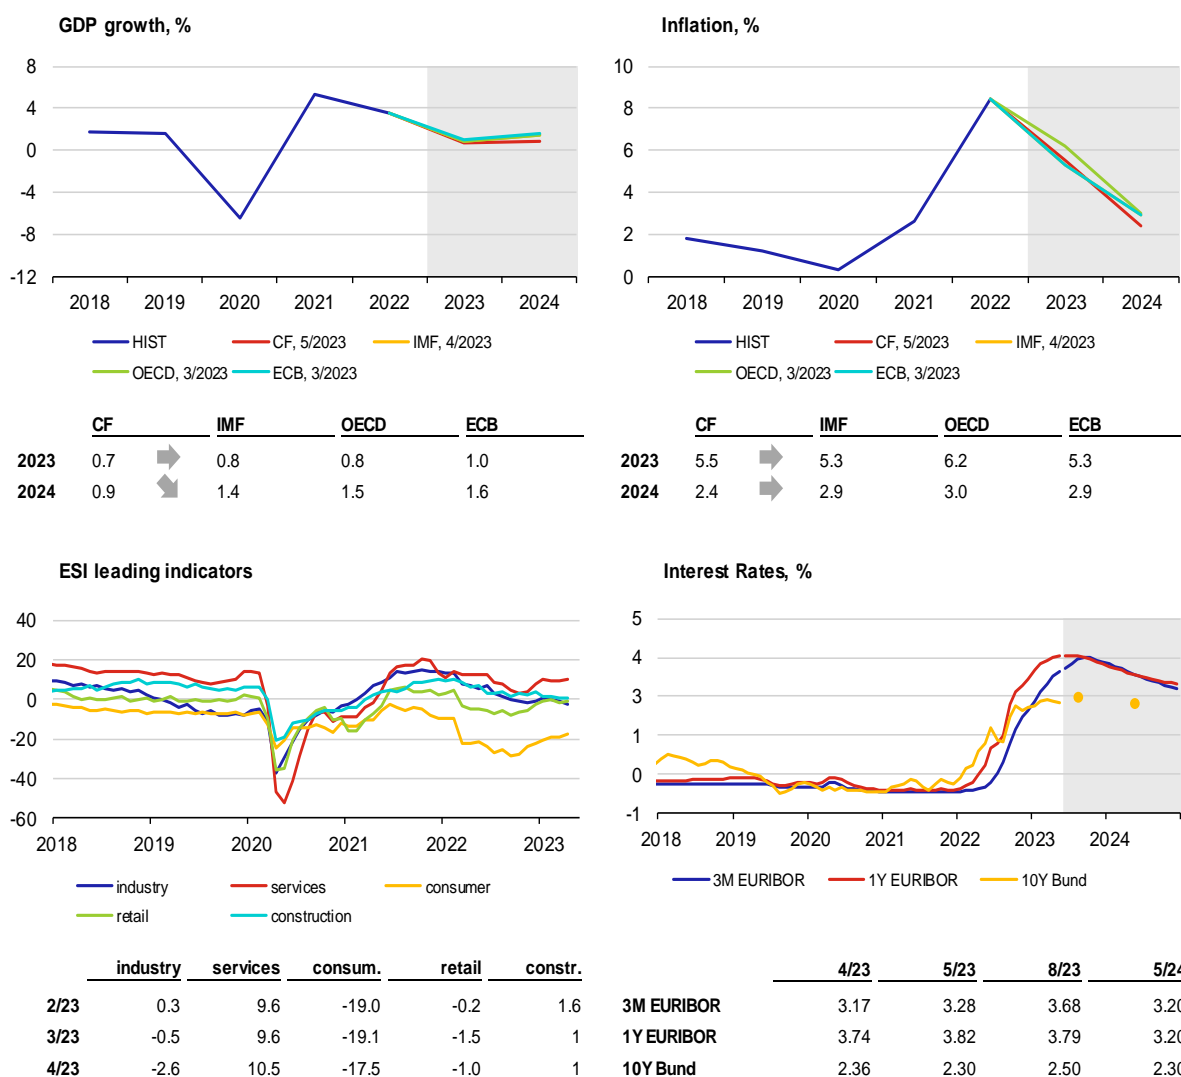 GDP growth, %
8
4
0
-4
-8
-12
2018 2019 2020 2021 2022 2023 2024
HIST CF, 5/2023 IMF, 4/2023
OECD, 3/2023 ECB, 3/2023
CF IMF OECD ECB
2023 0.7 0.8 0.8 1.0
2024 0.9 1.4 1.5 1.6
Inflation, %
10
8
6
4
2
0
2018 2019 2020 2021 2022 2023 2024
HIST CF, 5/2023 IMF, 4/2023
OECD, 3/2023 ECB, 3/2023
CF IMF OECD ECB
2023 5.5 5.3 6.2 5.3
2024 2.4 2.9 3.0 2.9
ESI leading indicators
40
20
0
-20
-40
-60
2018 2019 2020 2021 2022 2023
industry services consumer
retail construction
industry services consum. retail constr.
2/23 0.3 9.6 -19.0 -0.2 1.6
3/23 -0.5 9.6 -19.1 -1.5 1
4/23 -2.6 10.5 -17.5 -1.0 1
Interest Rates, %
5
4
3
1
0
-1
2018 2019 2020 2021 2022 2023 2024
3M EURIBOR 1Y EURIBOR 10Y Bund
4/23 5/23 8/23 5/24
3M EURIBOR 3.17 3.28 3.68 3.20
1Y EURIBOR 3.74 3.82 3.79 3.20
10Y Bund 2.36 2.30 2.50 2.30